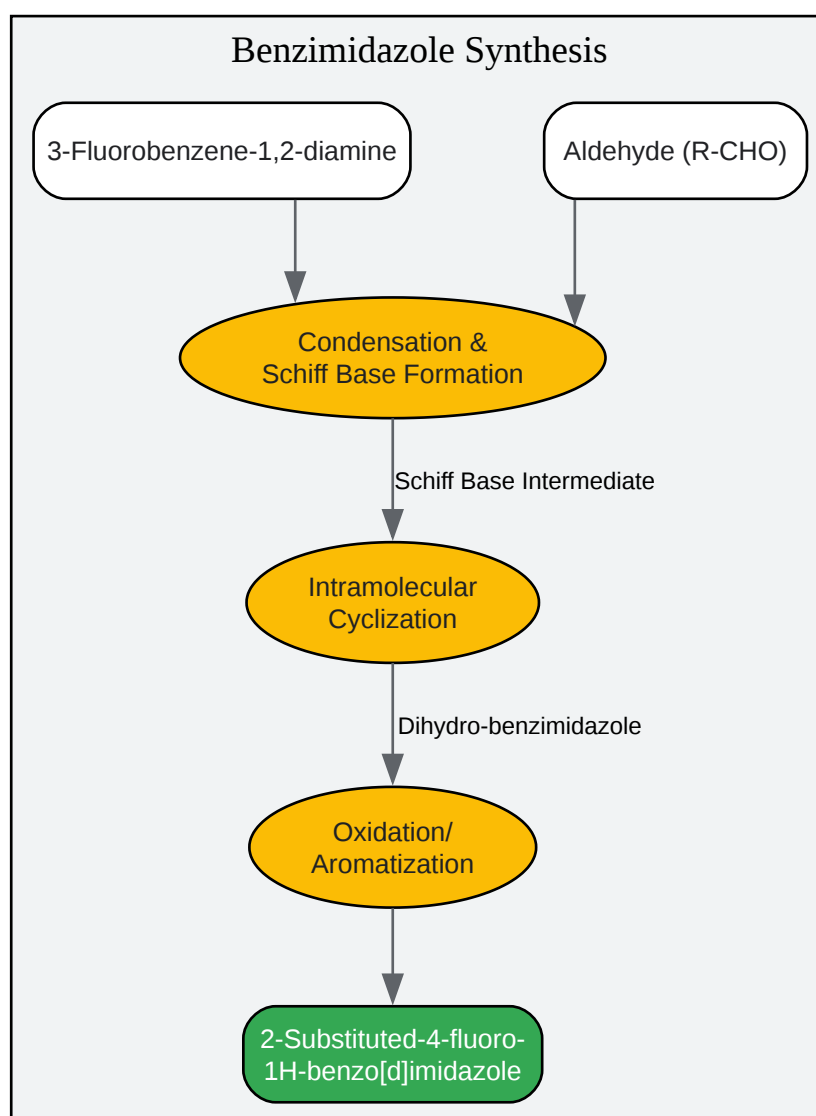 Benzimidazole Synthesis
3-Fluorobenzene-1,2-diamine
Aldehyde (R-CHO)
Condensation &
Schiff Base Formation
Schiff Base Intermediate
Intramolecular
Cyclization
Dihydro-benzimidazole
Oxidation/
Aromatization
2-Substituted-4-fluoro-
1H-benzo[d]imidazole